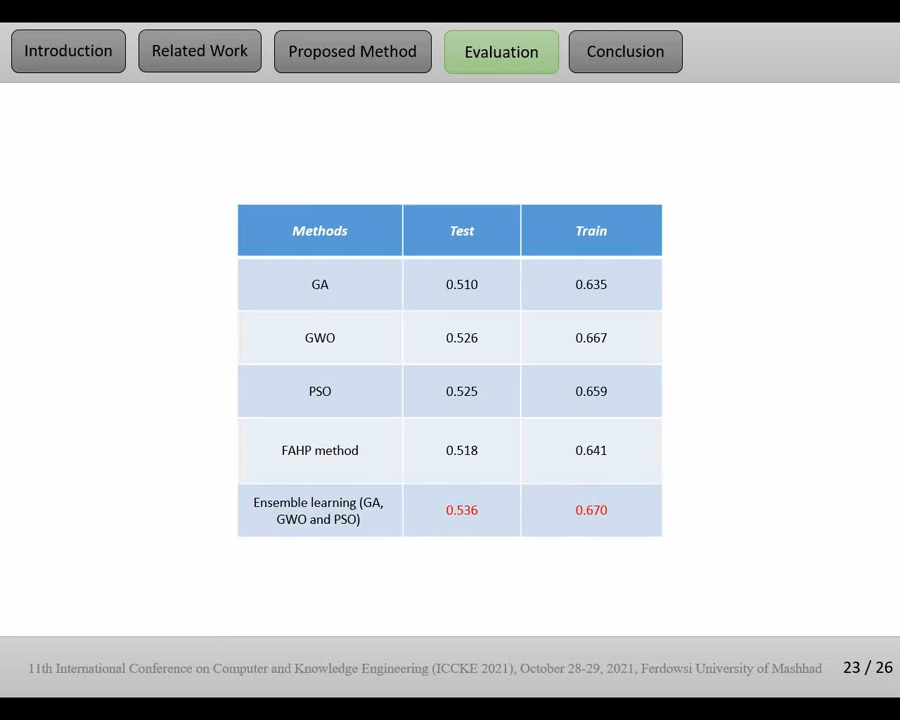 Introduction
Related Work
Proposed Method
Evaluation
Conclusion
Methods Test Train
GA 0.510 0.635
GWO 0.526 0.667
PSO 0.525 0.659
FAHP method 0.518 0.641
Ensemble learning (GA,
GWO and PSO) 0.536 0.670
11th International Conference on Computer and Knowledge Engineering (ICCKE 2021), October 28-29, 2021, Ferdowsi University of Mashhad
23 / 26